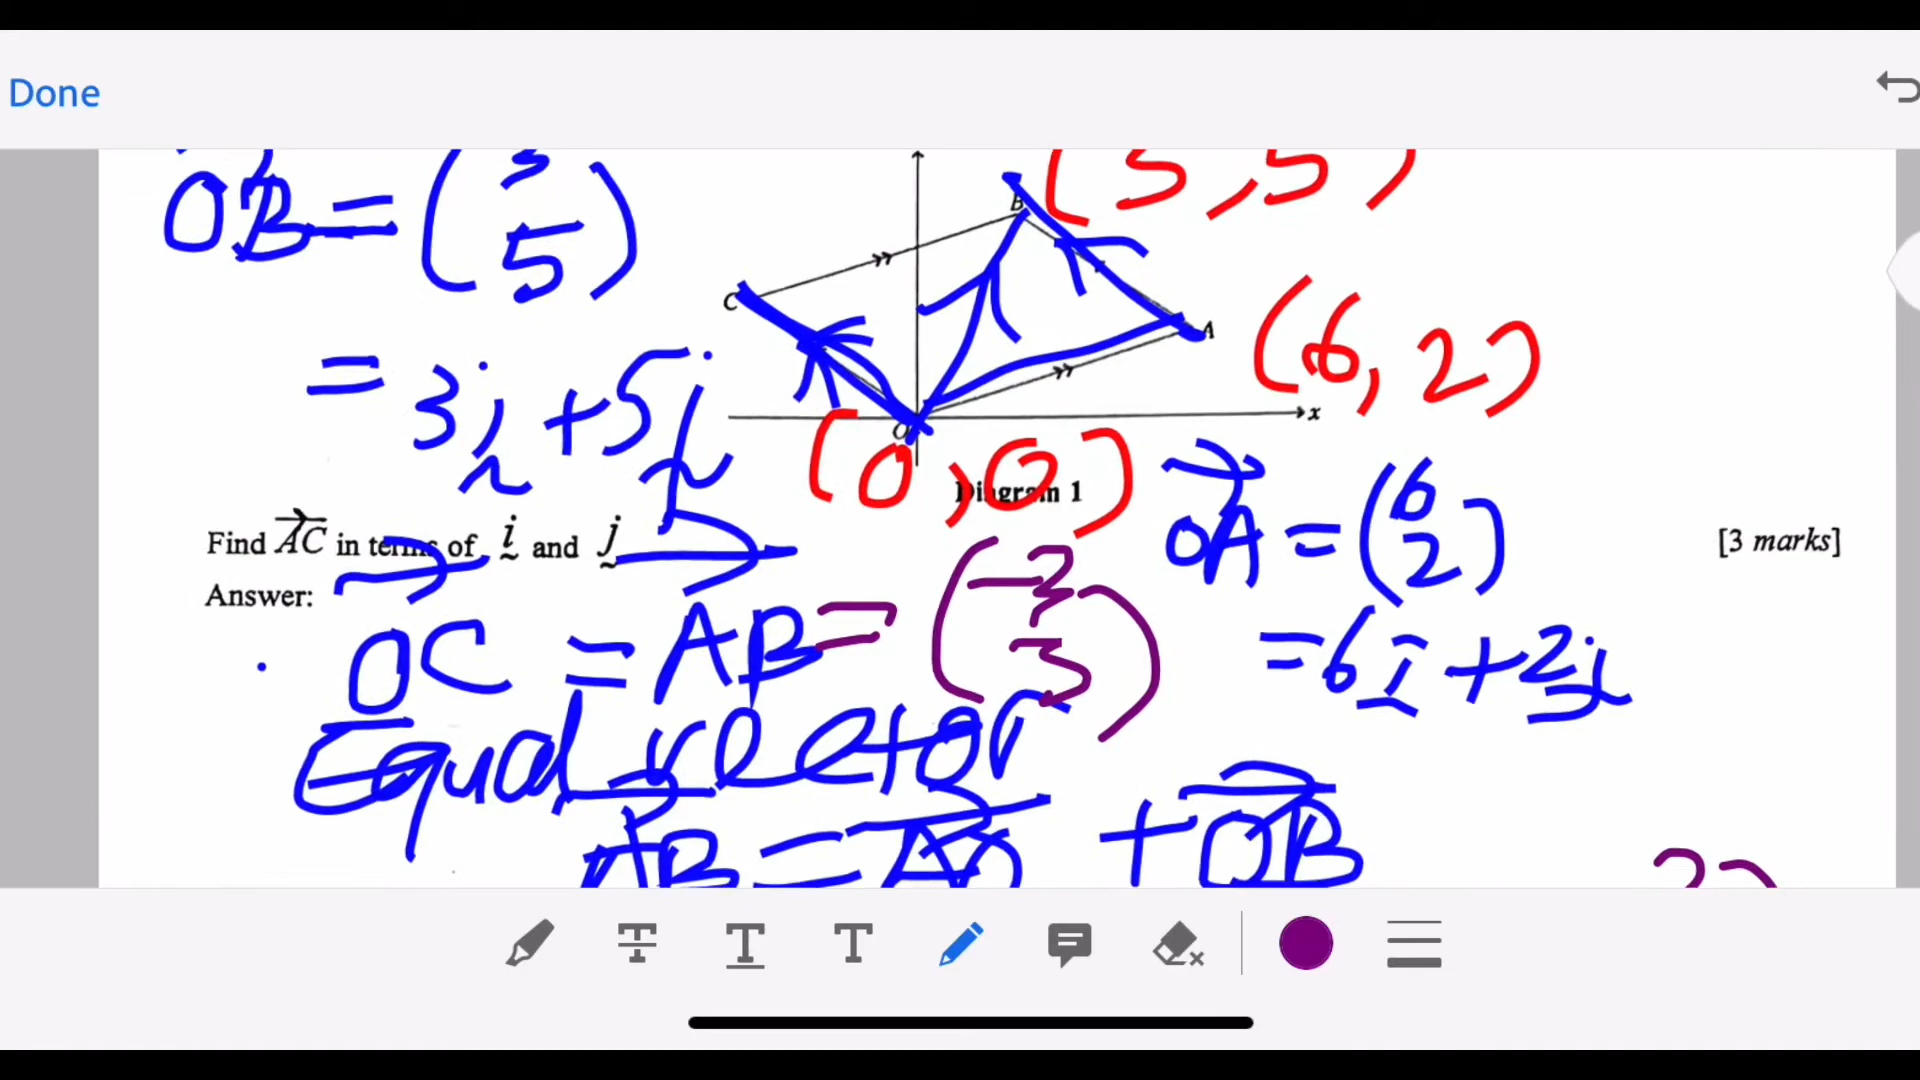 Done
OB = ( 3
5 )
(3,5)
B
C
A
(6, 2)
= 3i + 5j
x
O
(0,0)
Diagram 1
OA = ( 6
2 )
Find AC in terms of i and j
[3 marks]
Answer:
OC = AB = ( -3
3 )
= 6i + 2j
Equal vector
AB = AO + OB
T T T